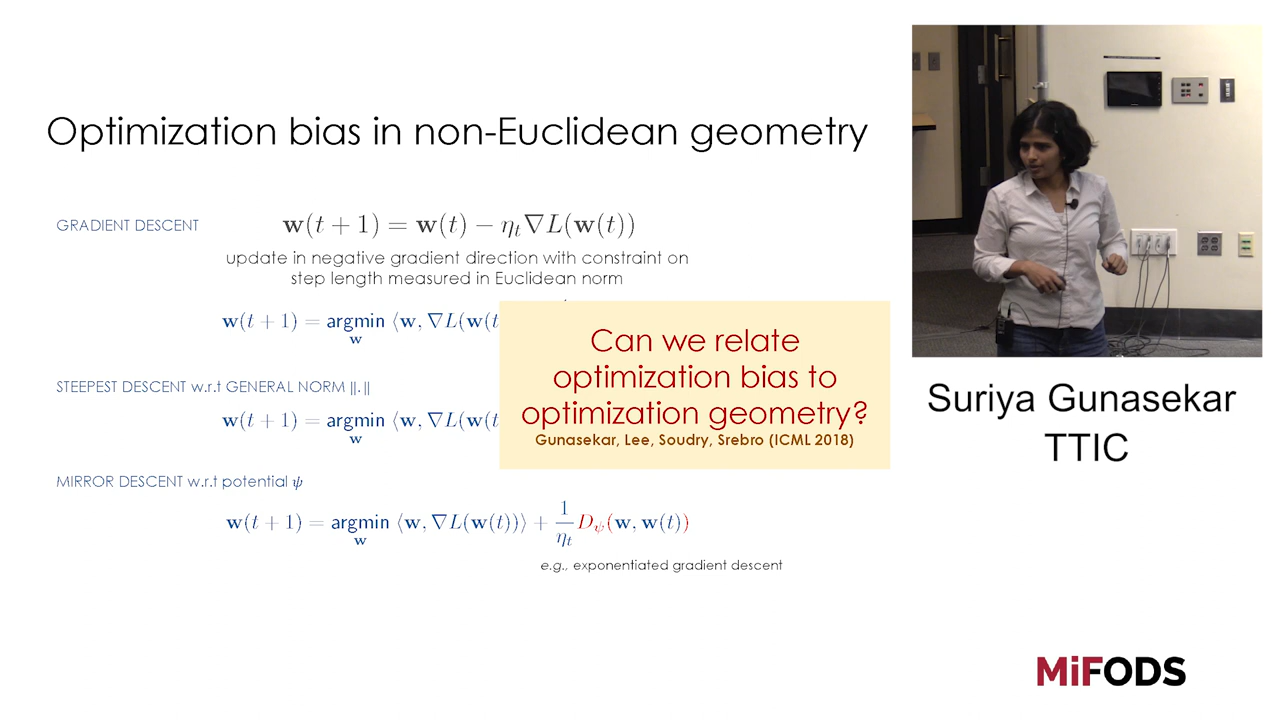 Optimization bias in non-Euclidean geometry
GRADIENT DESCENT
w(t + 1) = w(t) − η_t∇L(w(t))
update in negative gradient direction with constraint on
step length measured in Euclidean norm
w(t + 1) = argmin ⟨w, ∇L(w(t
w
STEEPEST DESCENT w.r.t GENERAL NORM ‖.‖
w(t + 1) = argmin ⟨w, ∇L(w(t
w
Can we relate
optimization bias to
optimization geometry?
Gunasekar, Lee, Soudry, Srebro (ICML 2018)
MIRROR DESCENT w.r.t potential ψ
w(t + 1) = argmin ⟨w, ∇L(w(t))⟩ + 1/η_t D_ψ(w, w(t))
w
e.g., exponentiated gradient descent
Suriya Gunasekar
TTIC
MiFODS